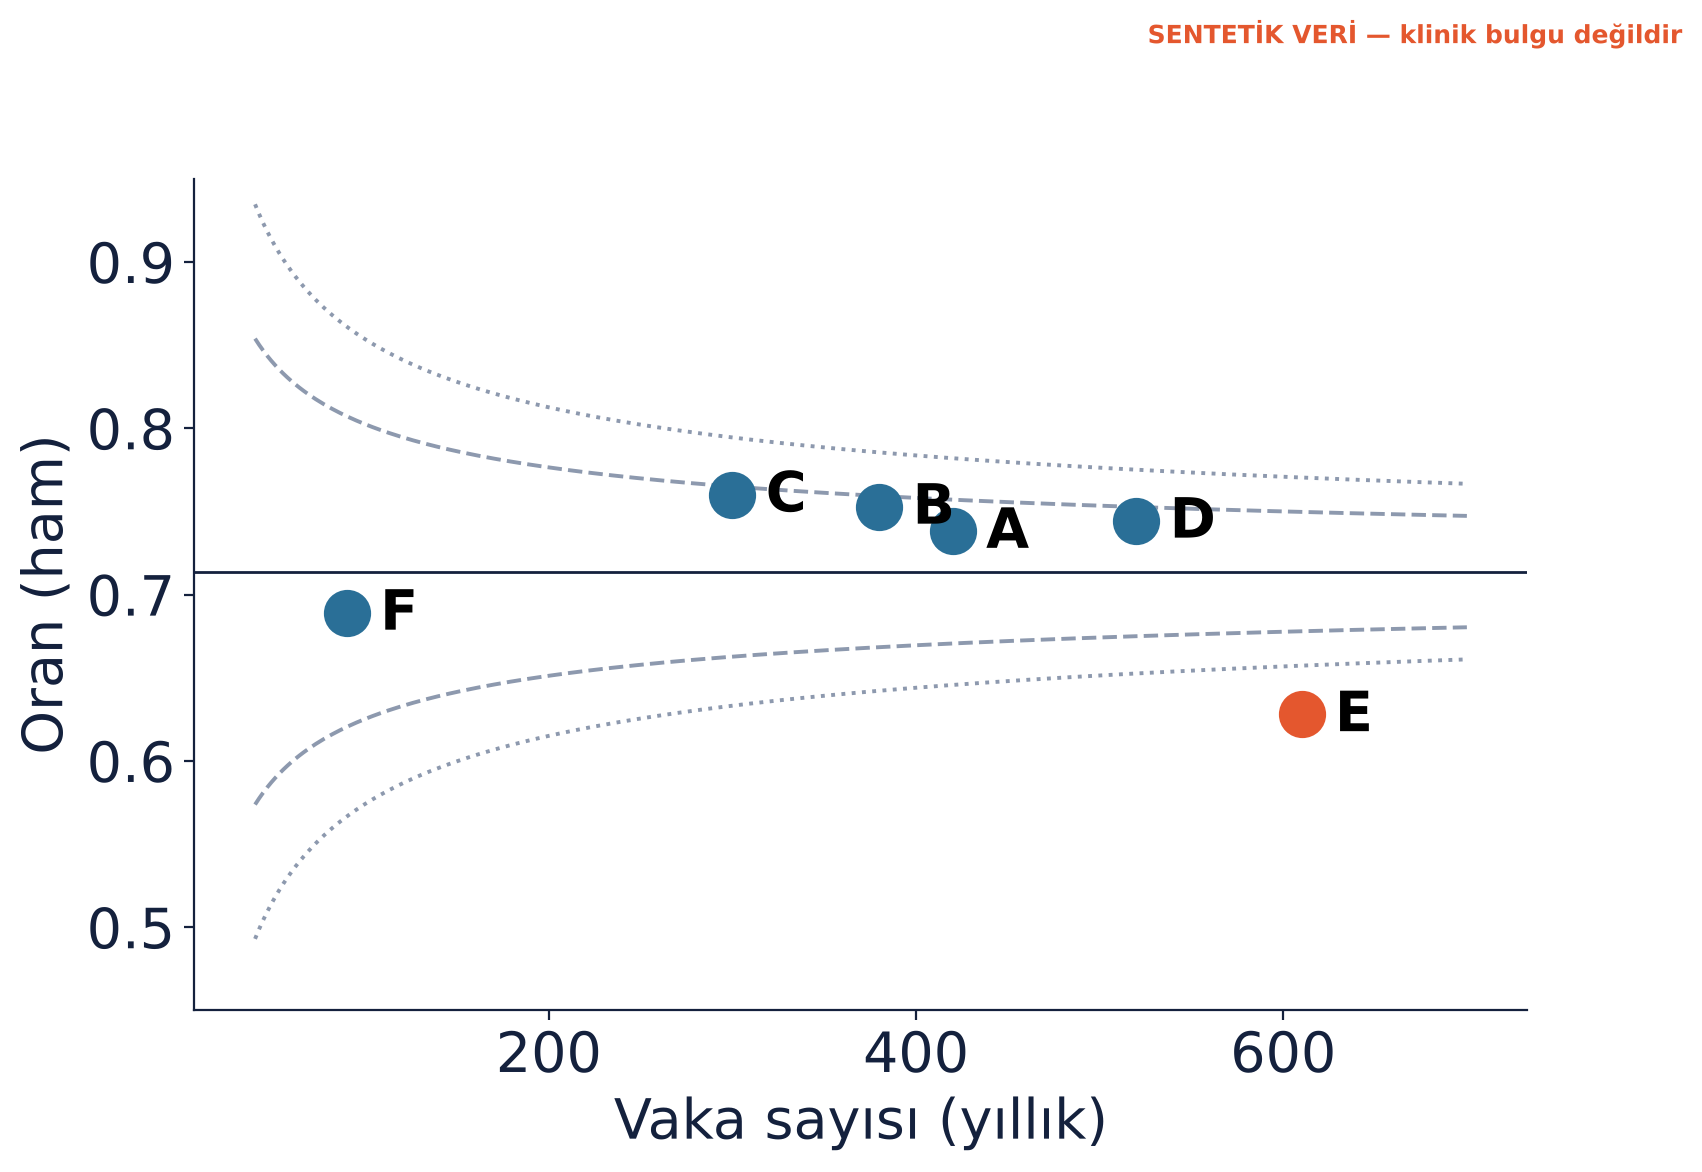 SENTETİK VERİ — klinik bulgu değildir
Oran (ham)
0.9
0.8
0.7
0.6
0.5
C
B
A
D
F
E
200
400
600
Vaka sayısı (yıllık)